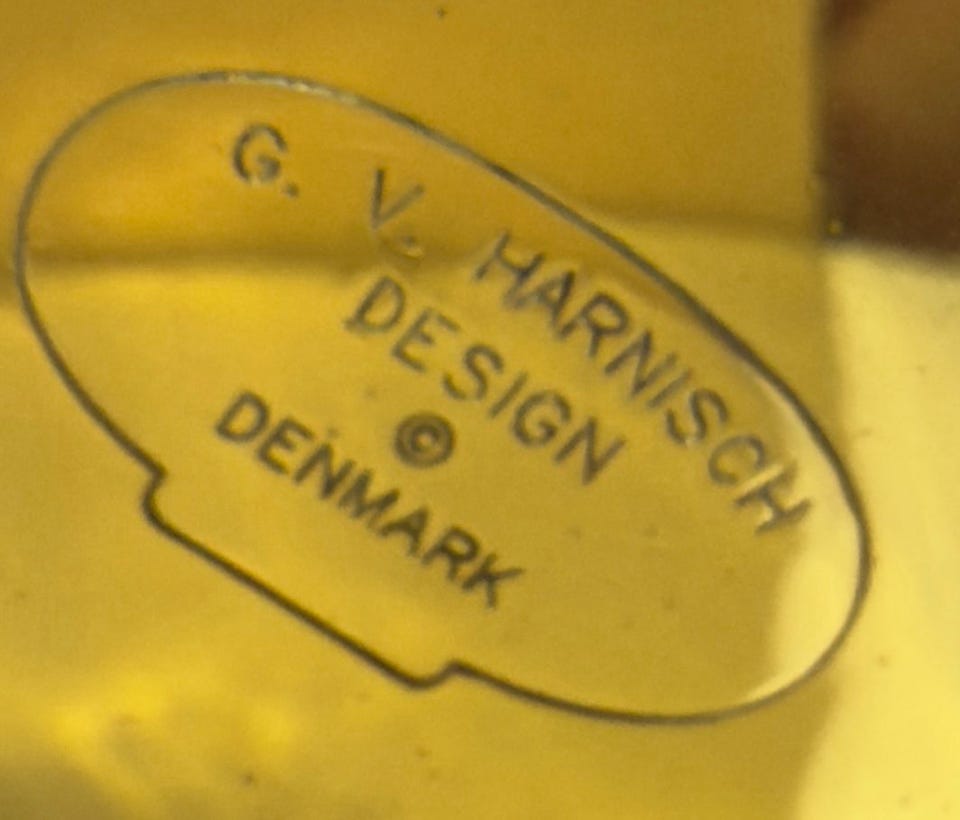 G. V. HARNISCH
DESIGN
©
DENMARK